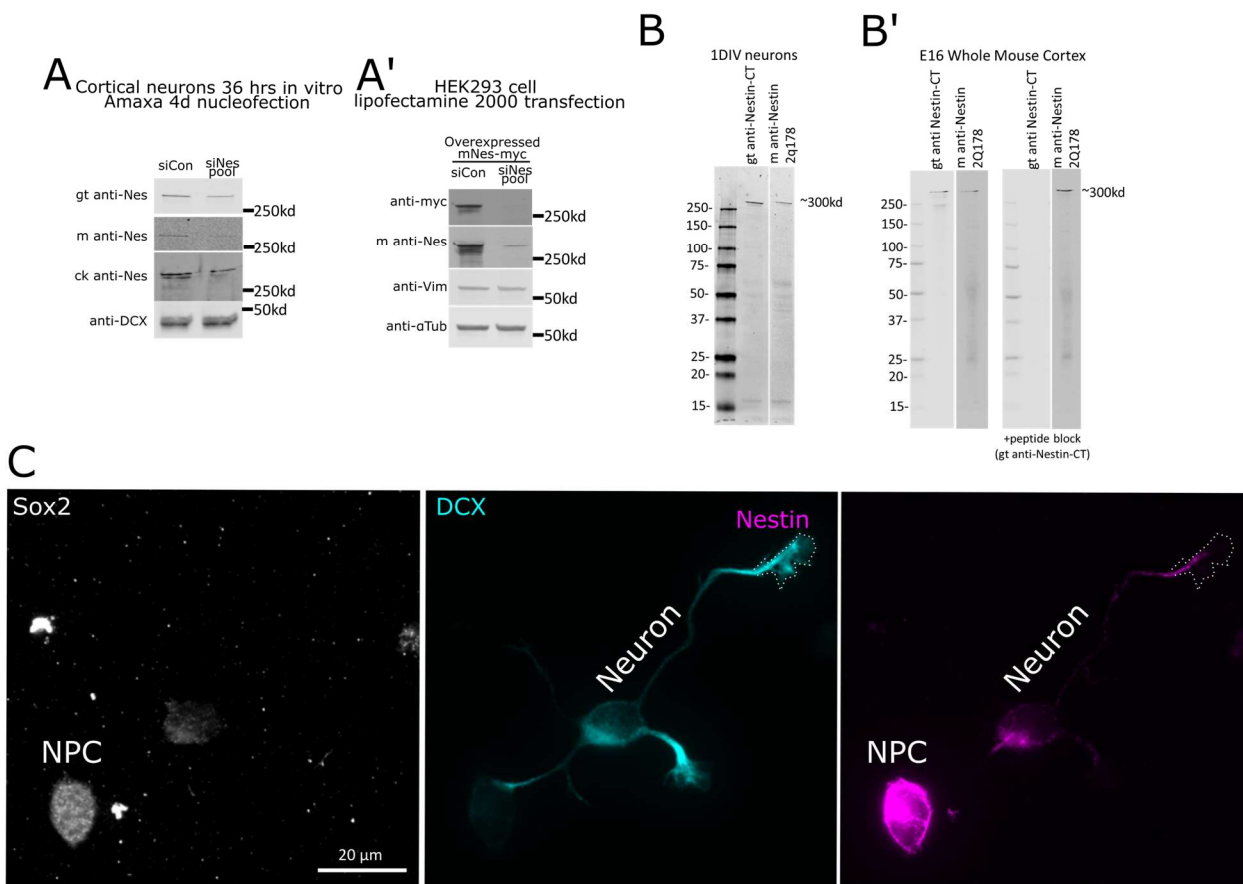 A
Cortical neurons 36 hrs in vitro
Amaxa 4d nucleofection
siCon
siNes
pool
gt anti-Nes
250kd
m anti-Nes
250kd
ck anti-Nes
250kd
50kd
anti-DCX
A'
HEK293 cell
lipofectamine 2000 transfection
Overexpressed
mNes-myc
siCon
siNes
pool
anti-myc
250kd
m anti-Nes
250kd
anti-Vim
50kd
anti-αTub
50kd
B
1DIV neurons
gt anti-Nestin-CT
m anti-Nestin
2q178
~300kd
250-
150-
100-
75-
50-
37-
25-
20-
15-
B'
E16 Whole Mouse Cortex
gt anti Nestin-CT
m anti-Nestin
2Q178
gt anti Nestin-CT
m anti-Nestin
2Q178
~300kd
250-
150-
100-
75-
50-
37-
25-
20-
15-
+peptide block
(gt anti-Nestin-CT)
C
Sox2
NPC
20 µm
DCX
Nestin
Neuron
Neuron
NPC